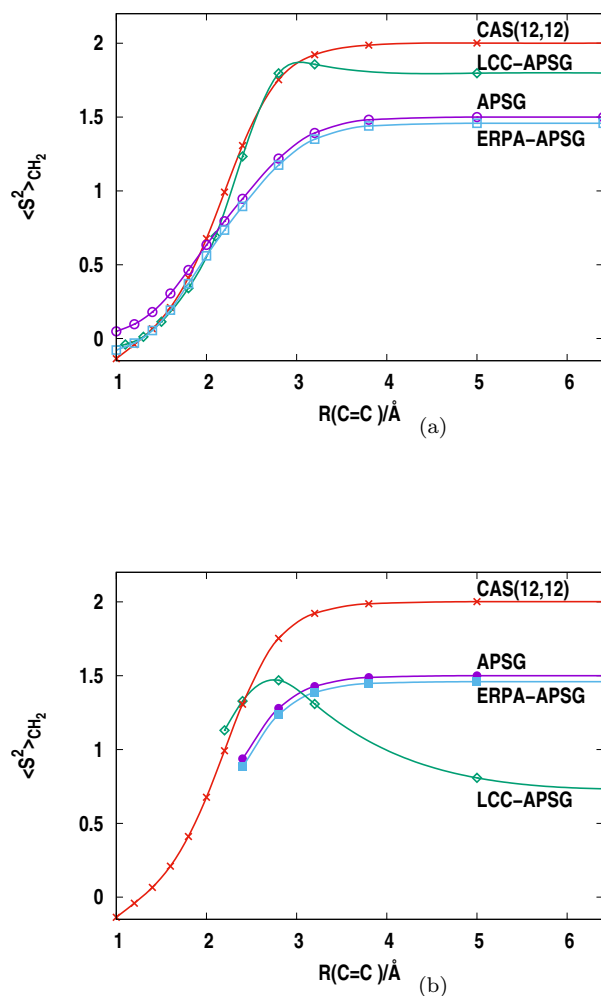 2
1.5
1
0.5
0
<S²>CH₂
CAS(12,12)
LCC-APSG
APSG
ERPA-APSG
1 2 3 4 5 6
R(C=C )/Å
(a)
2
1.5
1
0.5
0
<S²>CH₂
CAS(12,12)
APSG
ERPA-APSG
LCC-APSG
1 2 3 4 5 6
R(C=C )/Å
(b)